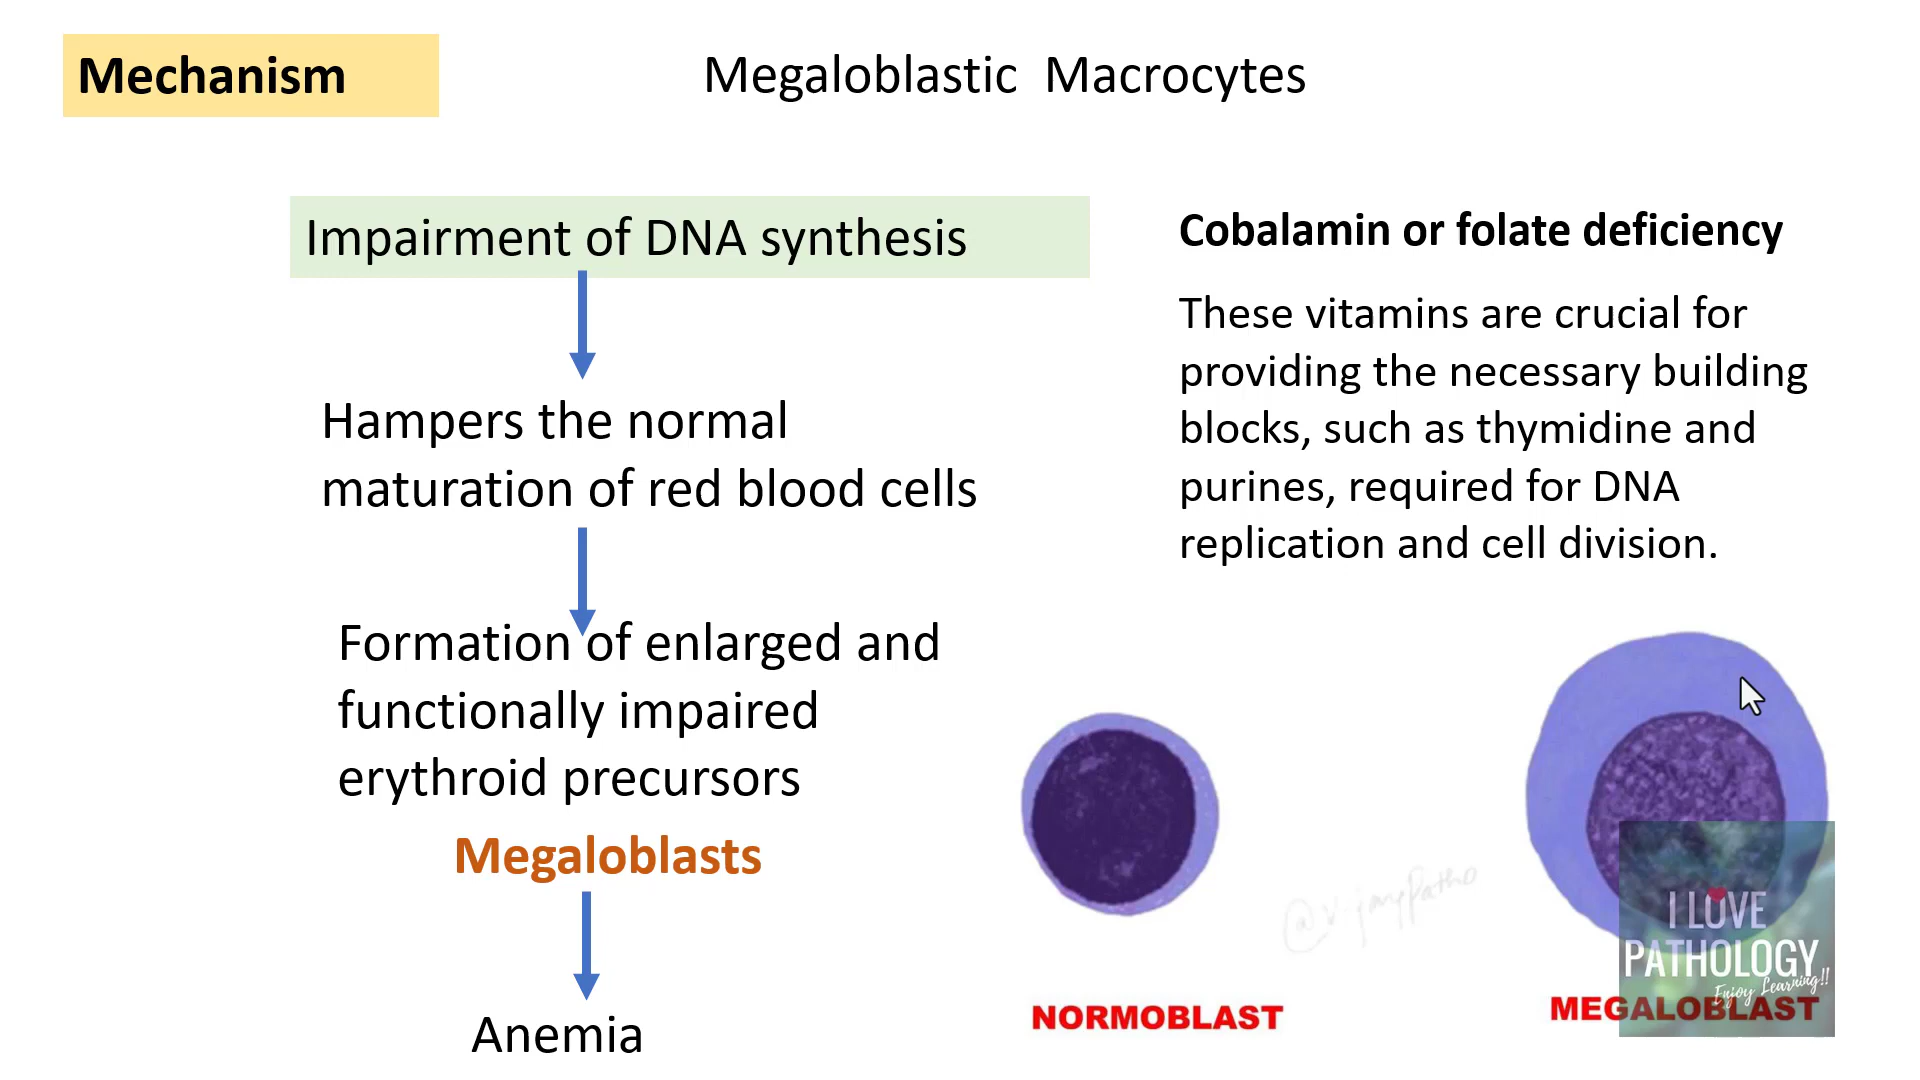 Mechanism
Megaloblastic Macrocytes
Impairment of DNA synthesis
Hampers the normal
maturation of red blood cells
Formation of enlarged and
functionally impaired
erythroid precursors
Megaloblasts
Anemia
Cobalamin or folate deficiency
These vitamins are crucial for
providing the necessary building
blocks, such as thymidine and
purines, required for DNA
replication and cell division.
NORMOBLAST
MEGALOBLAST
I LOVE
PATHOLOGY
Enjoy Learning!!